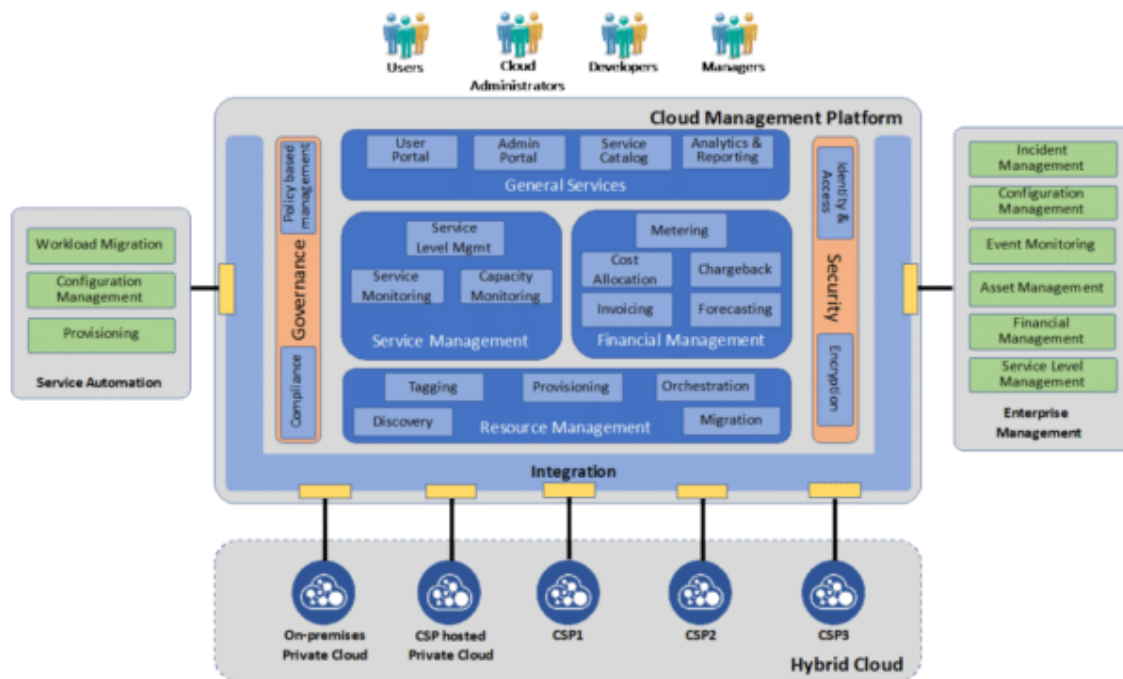 Users
Cloud
Administrators
Developers
Managers
Cloud Management Platform
User
Portal
Admin
Portal
Service
Catalog
Analytics &
Reporting
General Services
Policy based
management
Governance
Compliance
Identity &
Access
Security
Encryption
Service
Level Mgmt
Service
Monitoring
Capacity
Monitoring
Service Management
Metering
Cost
Allocation
Chargeback
Invoicing
Forecasting
Financial Management
Tagging
Provisioning
Orchestration
Discovery
Migration
Resource Management
Integration
Workload Migration
Configuration
Management
Provisioning
Service Automation
Incident
Management
Configuration
Management
Event Monitoring
Asset Management
Financial
Management
Service Level
Management
Enterprise
Management
On-premises
Private Cloud
CSP hosted
Private Cloud
CSP1
CSP2
CSP3
Hybrid Cloud